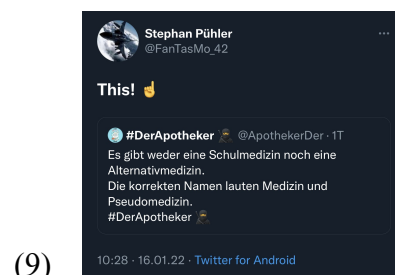 Stephan Pühler
@FanTasMo_42
...
This! ☝
#DerApotheker 🥷 @ApothekerDer · 1T
Es gibt weder eine Schulmedizin noch eine
Alternativmedizin.
Die korrekten Namen lauten Medizin und
Pseudomedizin.
#DerApotheker 🥷
10:28 · 16.01.22 · Twitter for Android
(9)